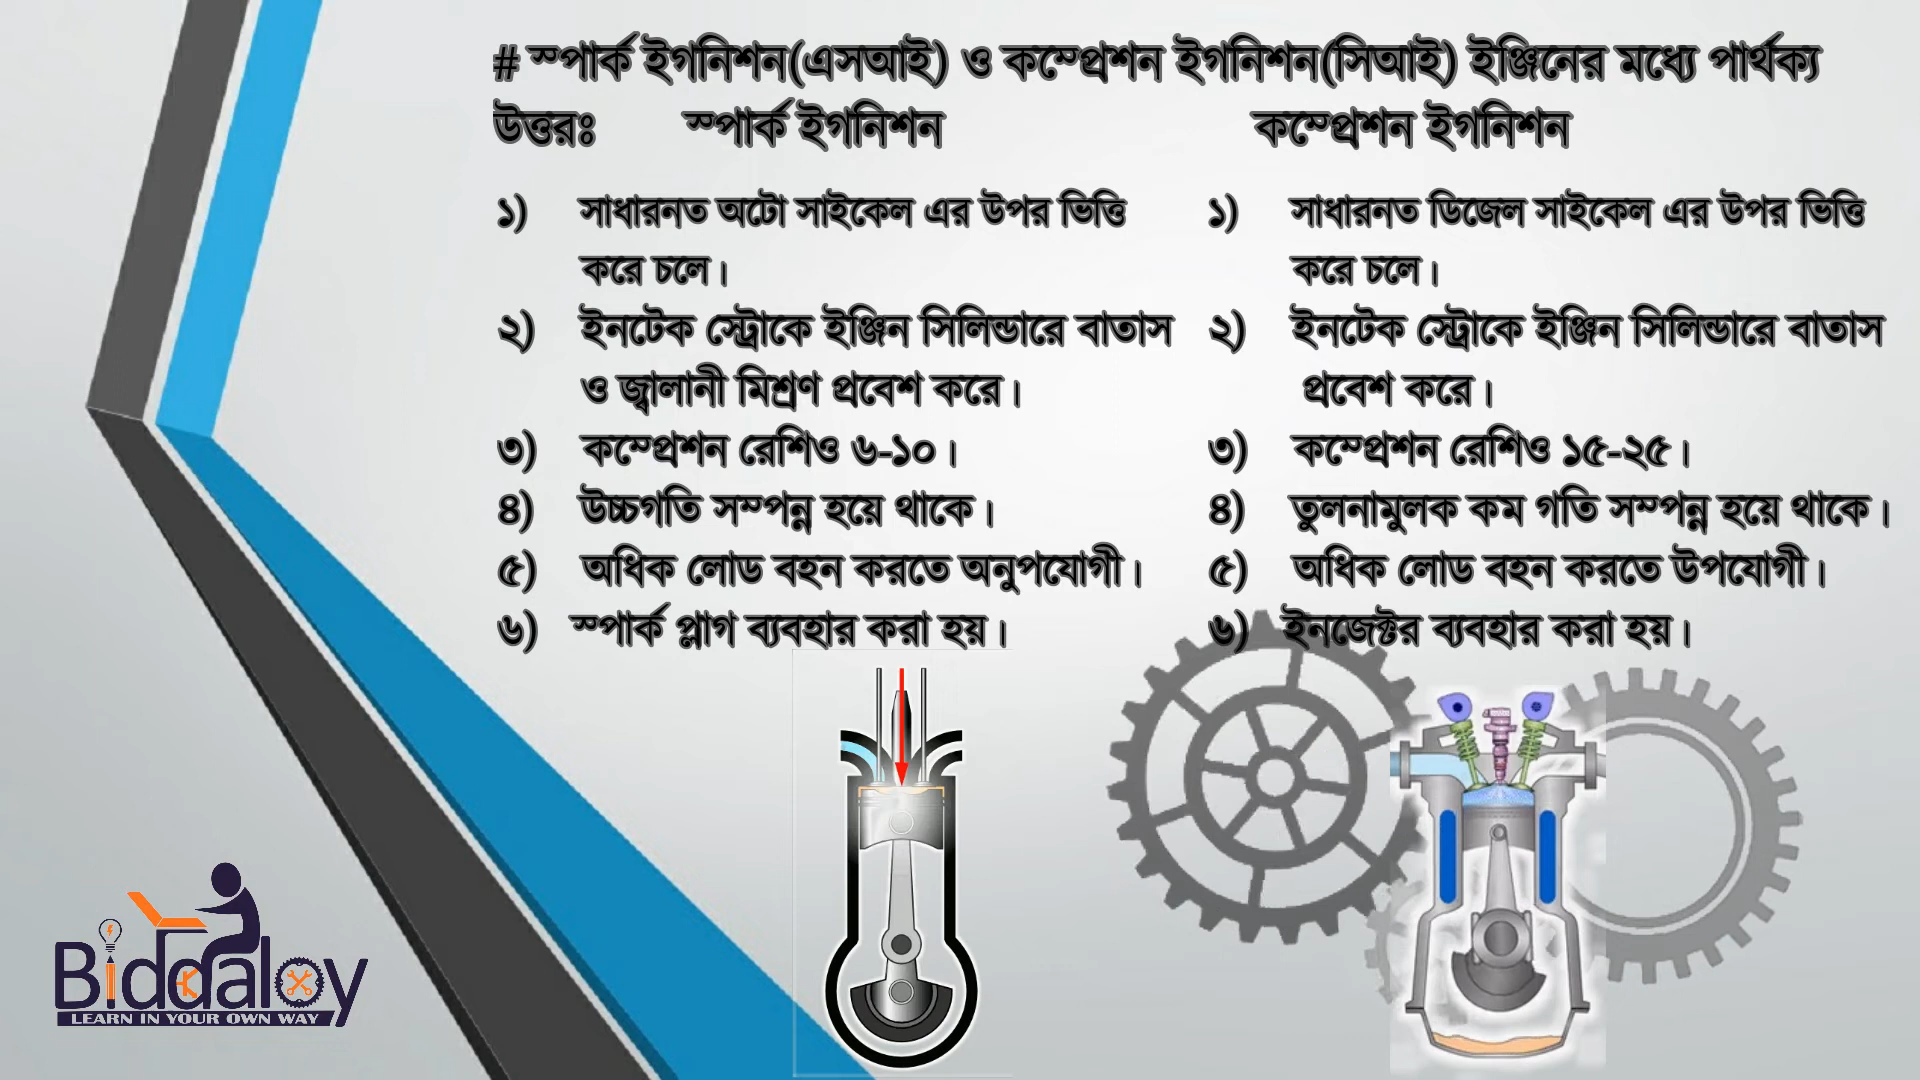 # স্পার্ক ইগনিশন(এসআই) ও কম্প্রেশন ইগনিশন(সিআই) ইঞ্জিনের মধ্যে পার্থক্য
উত্তরঃ স্পার্ক ইগনিশন
১) সাধারনত অটো সাইকেল এর উপর ভিত্তি
করে চলে।
২) ইনটেক স্ট্রোকে ইঞ্জিন সিলিন্ডারে বাতাস
ও জ্বালানী মিশ্রণ প্রবেশ করে।
৩) কম্প্রেশন রেশিও ৬-১০।
৪) উচ্চগতি সম্পন্ন হয়ে থাকে।
৫) অধিক লোড বহন করতে অনুপযোগী।
৬) স্পার্ক প্লাগ ব্যবহার করা হয়।
কম্প্রেশন ইগনিশন
১) সাধারনত ডিজেল সাইকেল এর উপর ভিত্তি
করে চলে।
২) ইনটেক স্ট্রোকে ইঞ্জিন সিলিন্ডারে বাতাস
প্রবেশ করে।
৩) কম্প্রেশন রেশিও ১৫-২৫।
৪) তুলনামুলক কম গতি সম্পন্ন হয়ে থাকে।
৫) অধিক লোড বহন করতে উপযোগী।
৬) ইনজেক্টর ব্যবহার করা হয়।
Biddaloy
LEARN IN YOUR OWN WAY